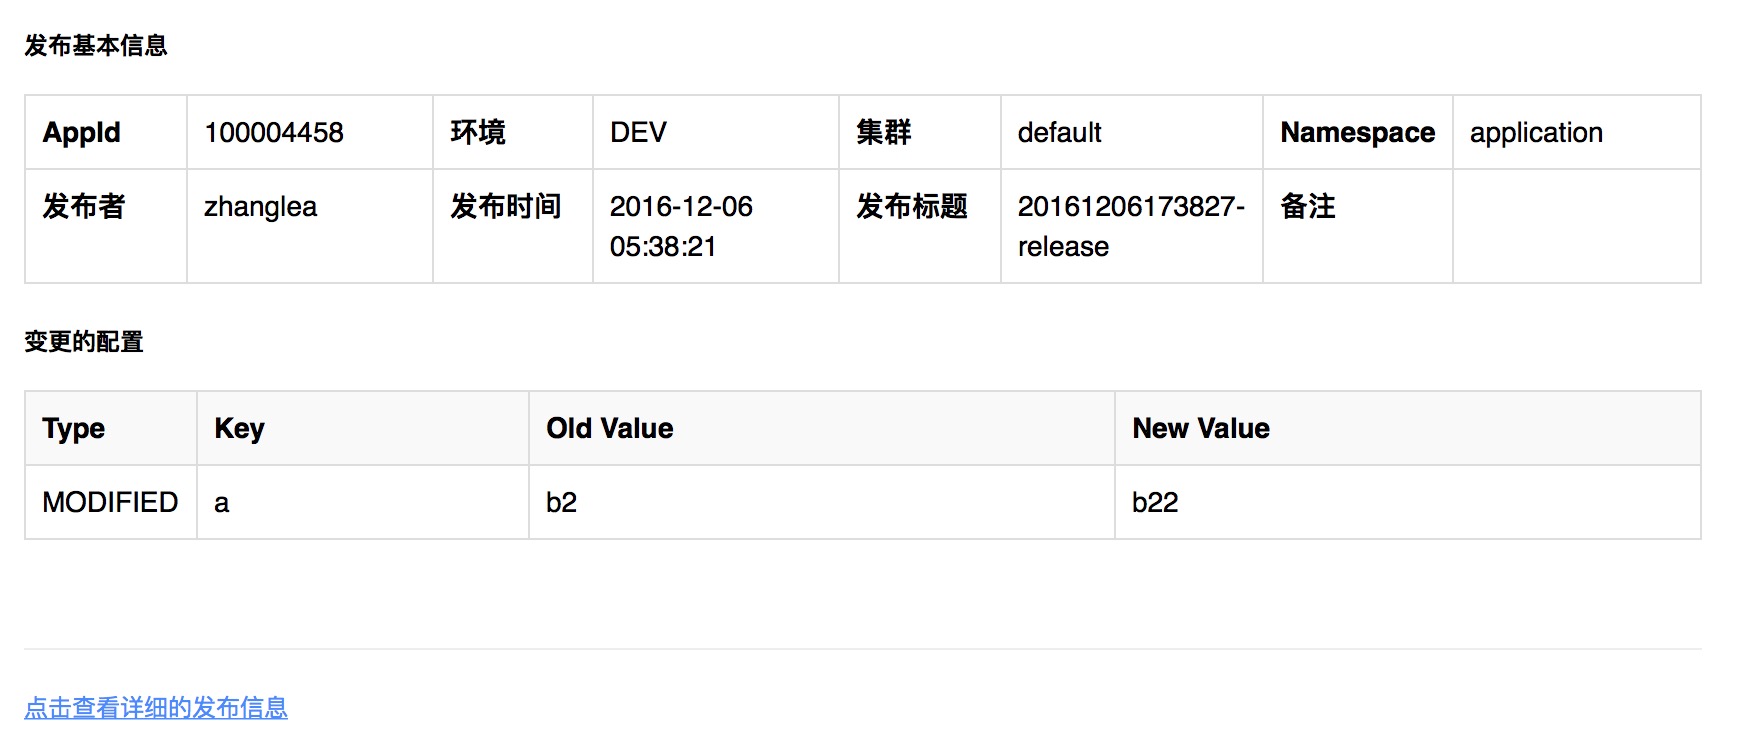 发布基本信息
AppId 100004458 环境 DEV 集群 default Namespace application
发布者 zhanglea 发布时间 2016-12-06 发布标题 20161206173827- 备注
05:38:21 release
变更的配置
Type Key Old Value New Value
MODIFIED a b2 b22
点击查看详细的发布信息